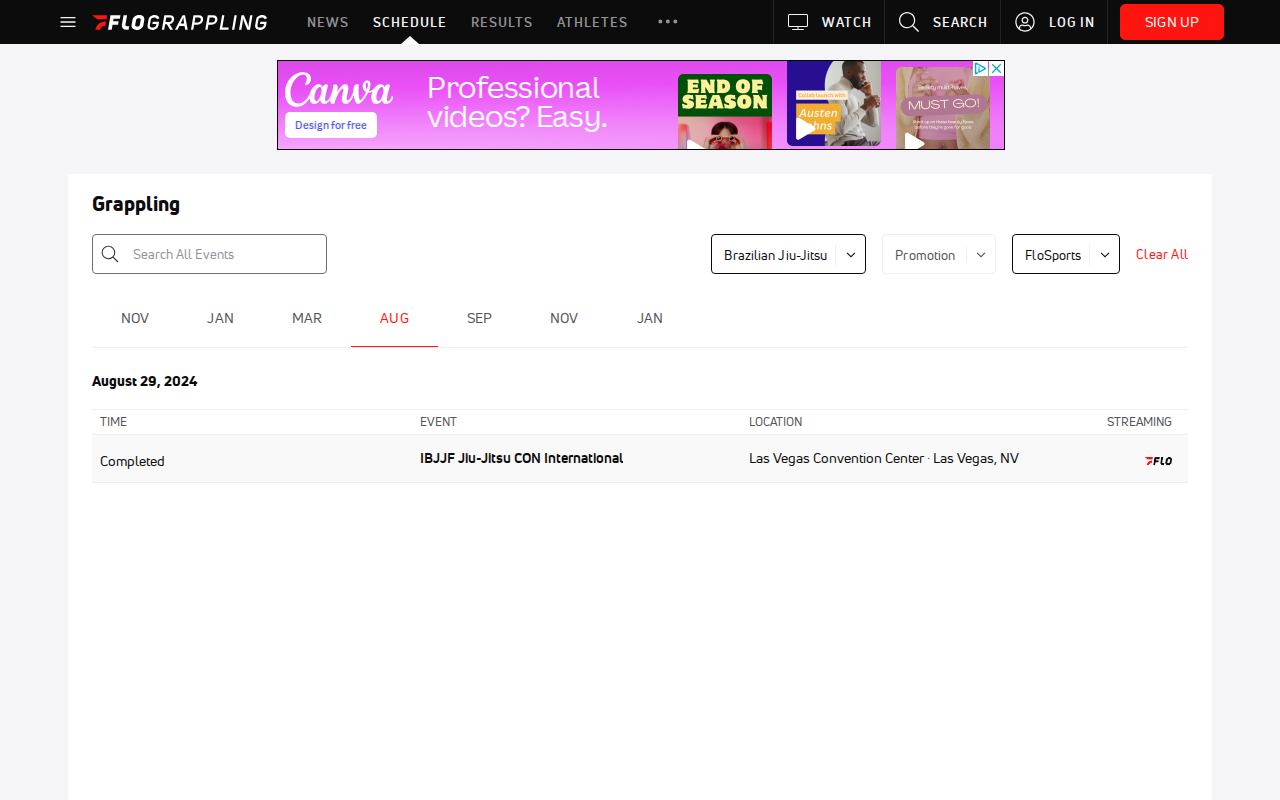 FLOGRAPPLING NEWS SCHEDULE RESULTS ATHLETES WATCH SEARCH LOG IN SIGN UP
Canva
Design for free
Professional
videos? Easy.
END OF
SEASON
Collab launch with
Austen
MUST GO!
Grappling
Search All Events
Brazilian Jiu-Jitsu
Promotion
FloSports
Clear All
NOV JAN MAR AUG SEP NOV JAN
August 29, 2024
TIME EVENT LOCATION STREAMING
Completed IBJJF Jiu-Jitsu CON International Las Vegas Convention Center · Las Vegas, NV FLO